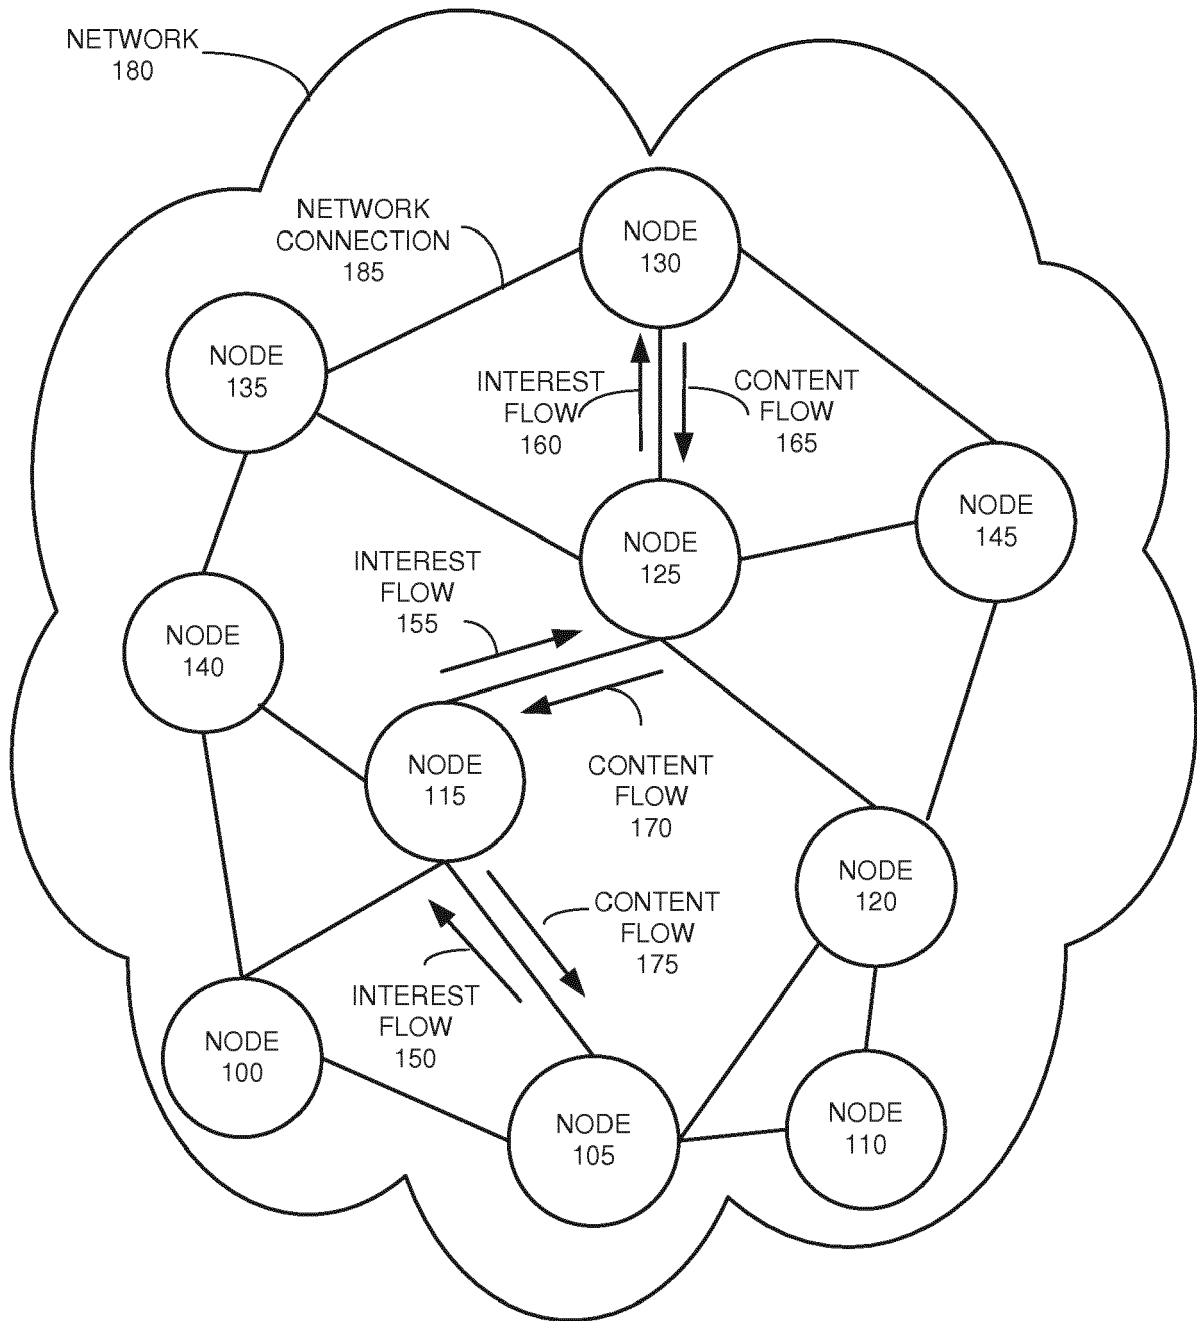 NETWORK
180
NETWORK
CONNECTION
185
NODE
130
NODE
135
INTEREST
FLOW
160
CONTENT
FLOW
165
NODE
145
NODE
125
INTEREST
FLOW
155
NODE
140
NODE
115
CONTENT
FLOW
170
NODE
120
CONTENT
FLOW
175
INTEREST
FLOW
150
NODE
100
NODE
105
NODE
110